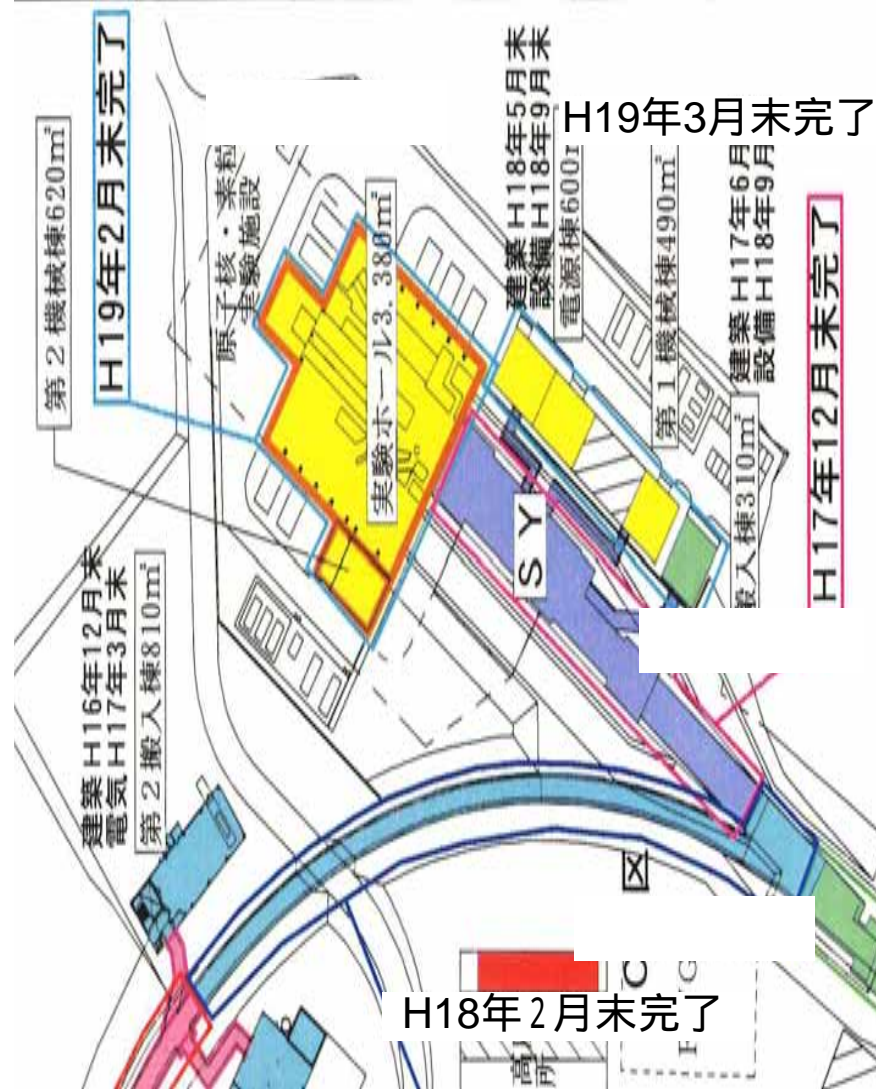 第2機械棟620㎡
H19年2月末完了
原子核・素粒
実験施設
実験ホール3.380㎡
建築 H18年5月末
設備 H18年9月末
H19年3月末完了
電源棟600㎡
第1機械棟490㎡
建築 H17年6月
設備 H18年9月
搬入棟310㎡
H17年12月末完了
SY
建築 H16年12月末
電気 H17年3月末
第2搬入棟810㎡
H18年2月末完了
高
所